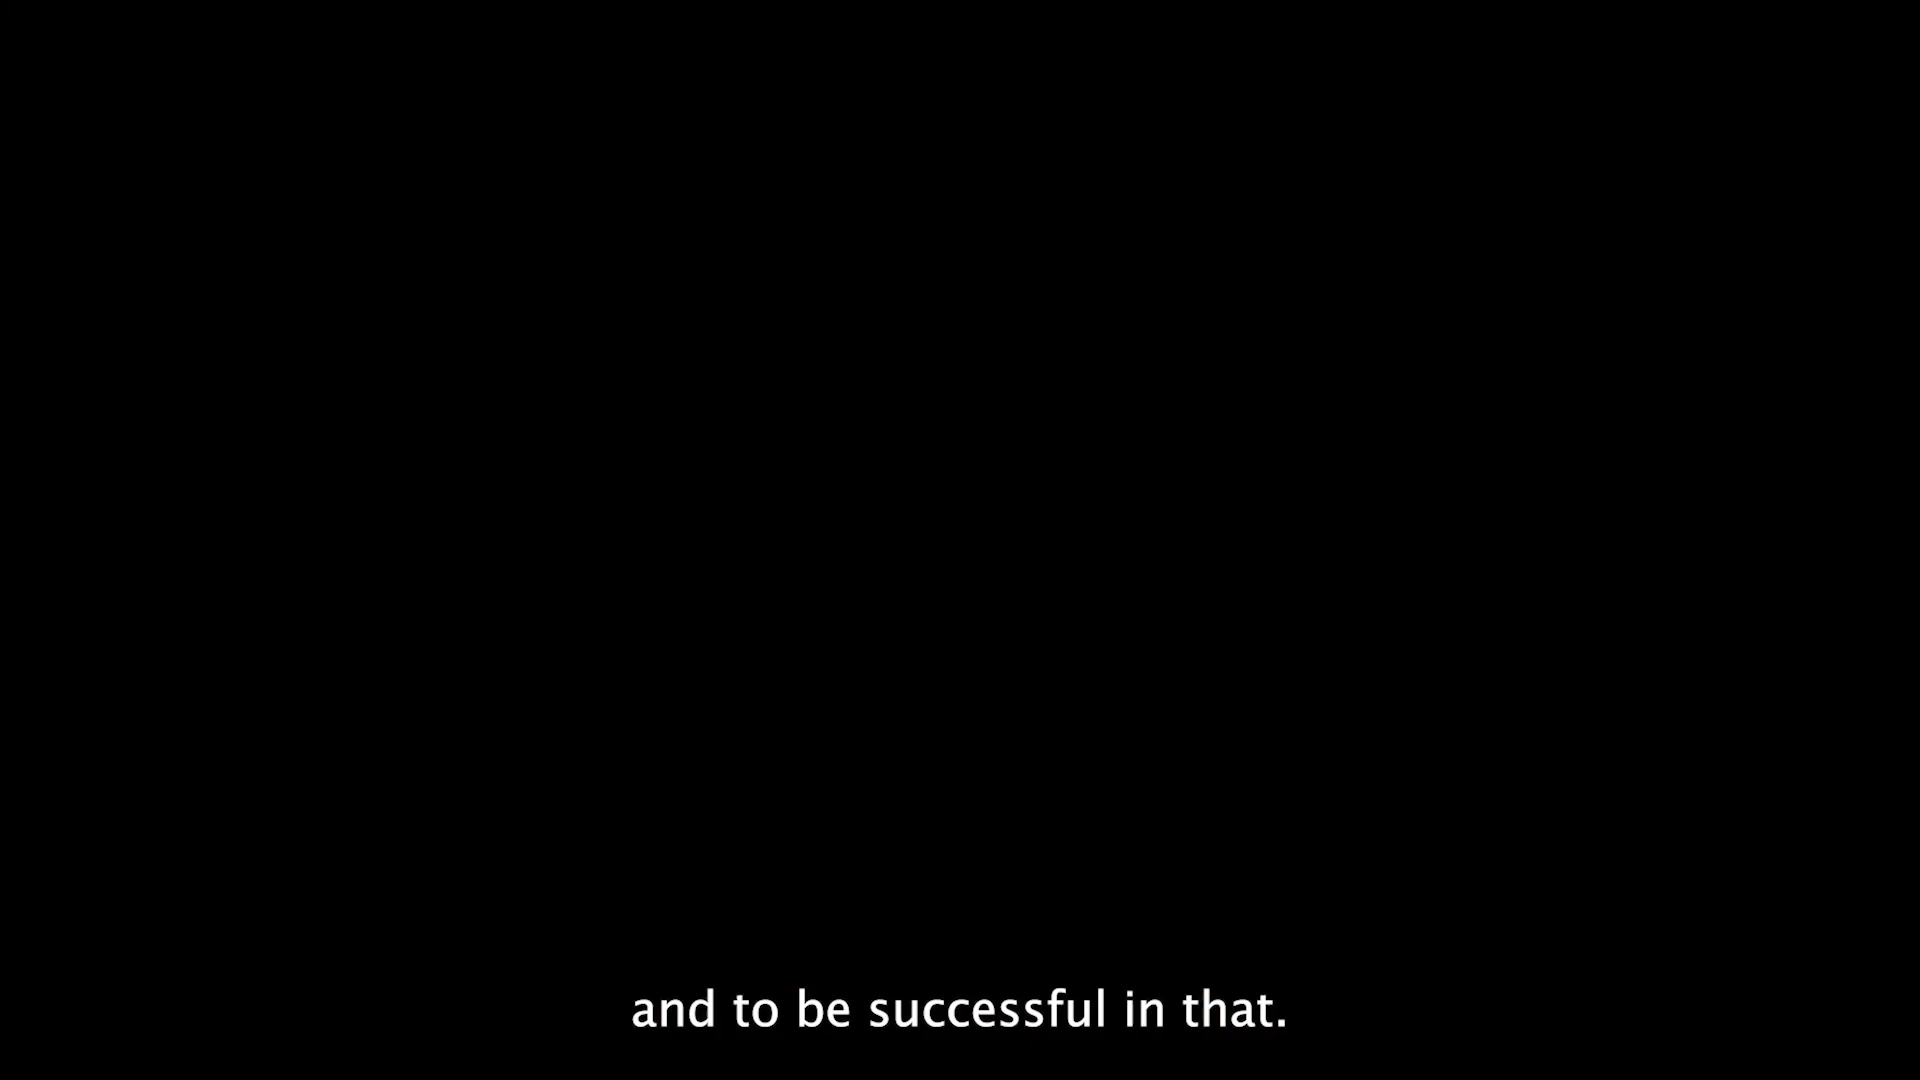 and to be successful in that.